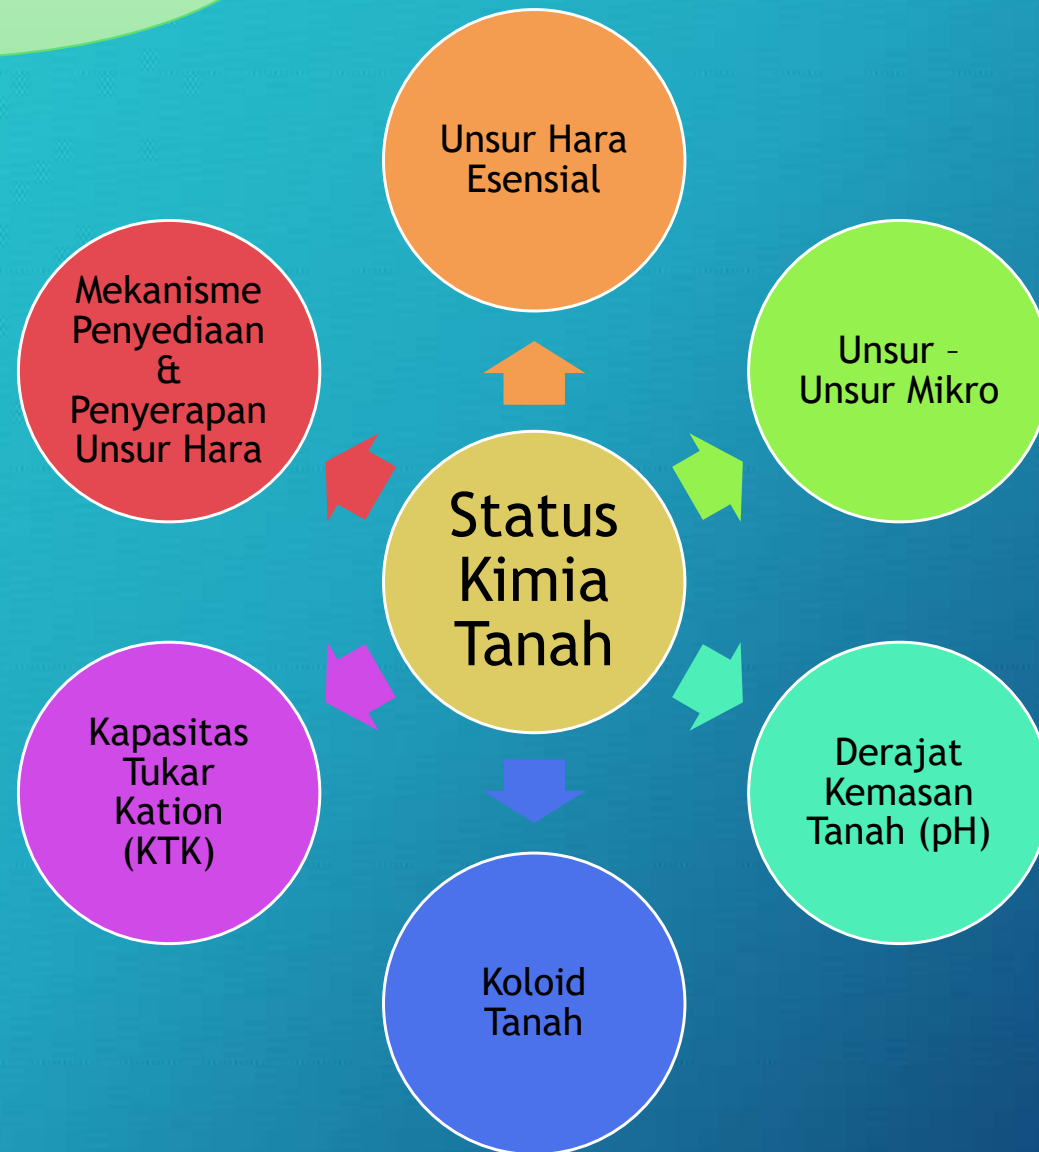 Unsur Hara
Esensial
Mekanisme
Penyediaan
&
Penyerapan
Unsur Hara
Unsur –
Unsur Mikro
Status
Kimia
Tanah
Kapasitas
Tukar
Kation
(KTK)
Derajat
Kemasan
Tanah (pH)
Koloid
Tanah